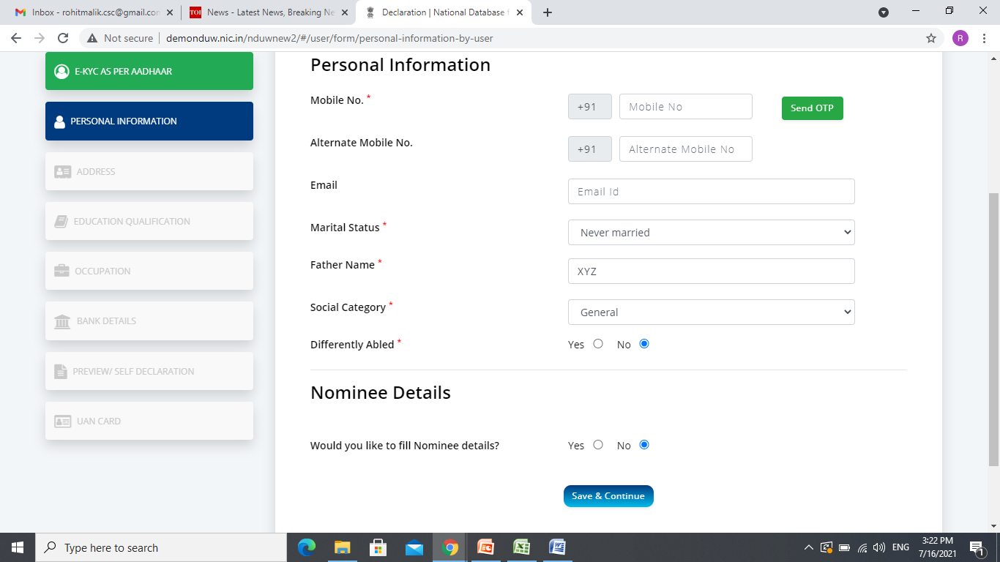 Inbox - rohitmalik.csc@gmail.con
News - Latest News, Breaking Ne
Declaration | National Database f
Not secure | demonduw.nic.in/nduwnew2/#/user/form/personal-information-by-user
R
E-KYC AS PER AADHAAR
PERSONAL INFORMATION
ADDRESS
EDUCATION QUALIFICATION
OCCUPATION
BANK DETAILS
PREVIEW/ SELF DECLARATION
UAN CARD
Personal Information
Mobile No. * +91 Mobile No Send OTP
Alternate Mobile No. +91 Alternate Mobile No
Email Email Id
Marital Status * Never married
Father Name * XYZ
Social Category * General
Differently Abled * Yes No
Nominee Details
Would you like to fill Nominee details? Yes No
Save & Continue
Type here to search
ENG
3:22 PM
7/16/2021
1